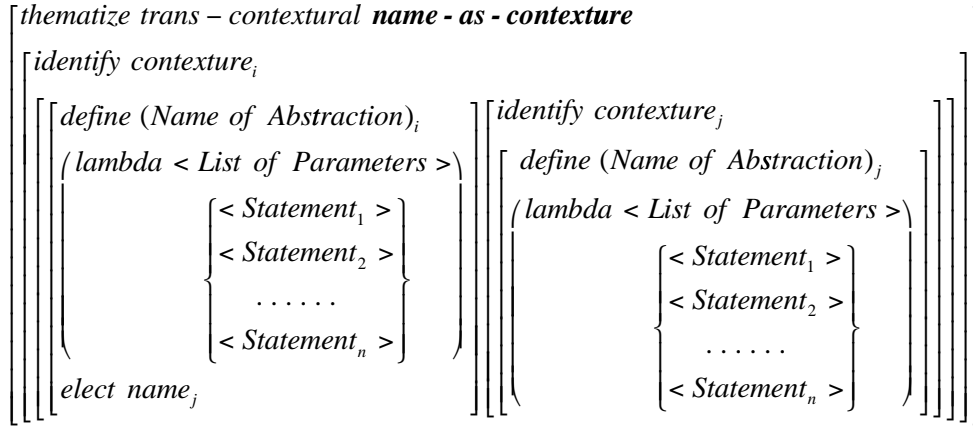 thematize trans – contextural name - as - contexture
identify contexture_i
define (Name of Abstraction)_i
(lambda < List of Parameters >)
{< Statement_1 >
< Statement_2 >
. . . . . .
< Statement_n >}
elect name_j
identify contexture_j
define (Name of Abstraction)_j
(lambda < List of Parameters >)
{< Statement_1 >
< Statement_2 >
. . . . . .
< Statement_n >}